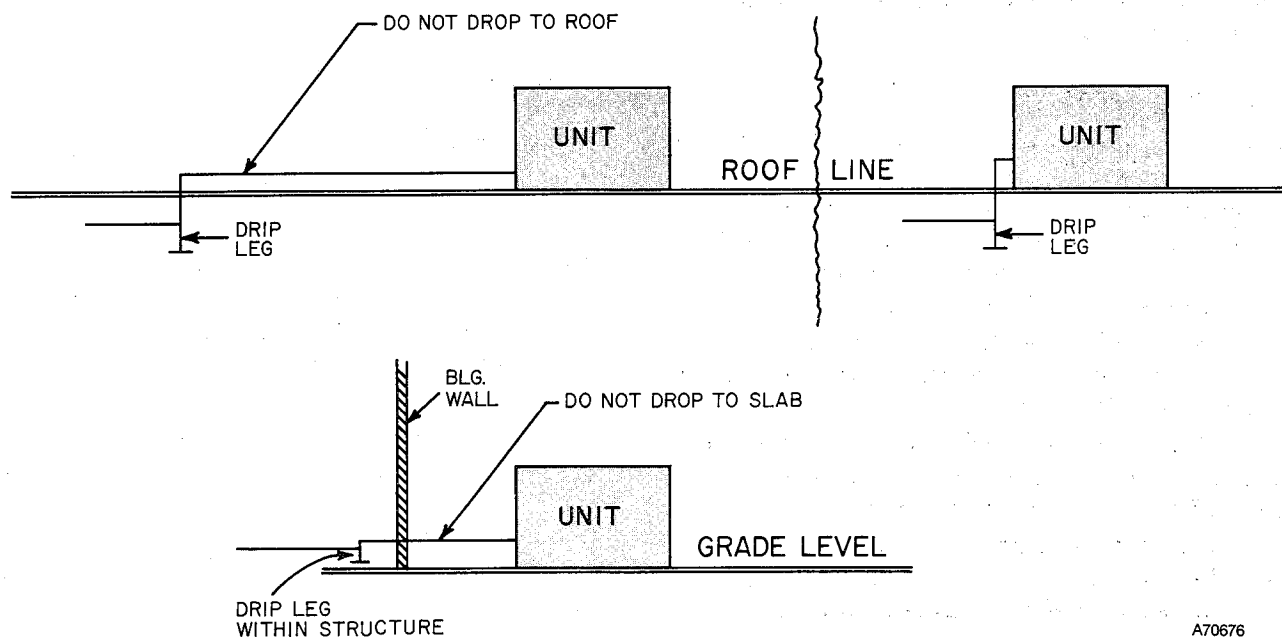 DO NOT DROP TO ROOF
UNIT
ROOF LINE
UNIT
DRIP
LEG
DRIP
LEG
BLG.
WALL
DO NOT DROP TO SLAB
UNIT
GRADE LEVEL
DRIP LEG
WITHIN STRUCTURE
A70676